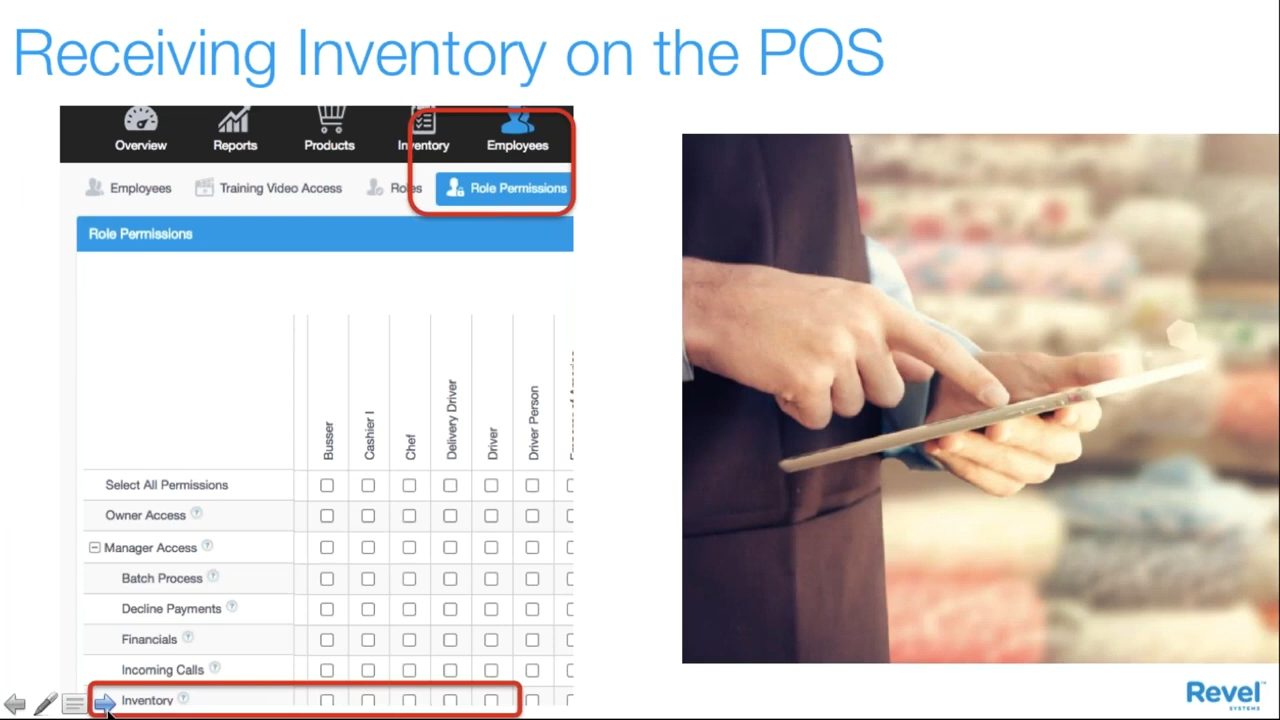 Receiving Inventory on the POS
Overview Reports Products Inventory Employees
Employees Training Video Access Roles Role Permissions
Role Permissions
Busser
Cashier I
Chef
Delivery Driver
Driver
Driver Person
Select All Permissions
Owner Access
Manager Access
Batch Process
Decline Payments
Financials
Incoming Calls
Inventory
Revel
SYSTEMS